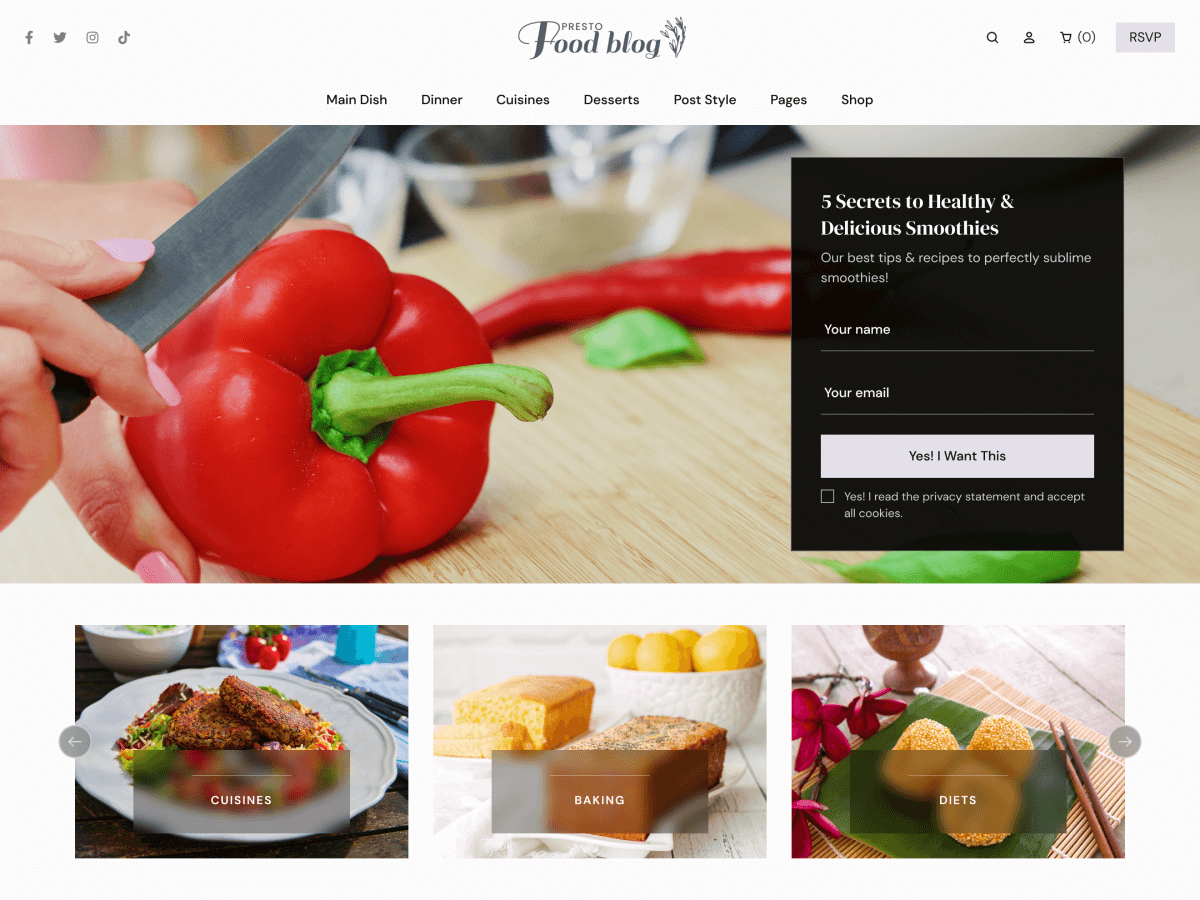 PRESTO
Food blog
(0)
RSVP
Main Dish
Dinner
Cuisines
Desserts
Post Style
Pages
Shop
5 Secrets to Healthy &
Delicious Smoothies
Our best tips & recipes to perfectly sublime
smoothies!
Your name
Your email
Yes! I Want This
Yes! I read the privacy statement and accept
all cookies.
CUISINES
BAKING
DIETS